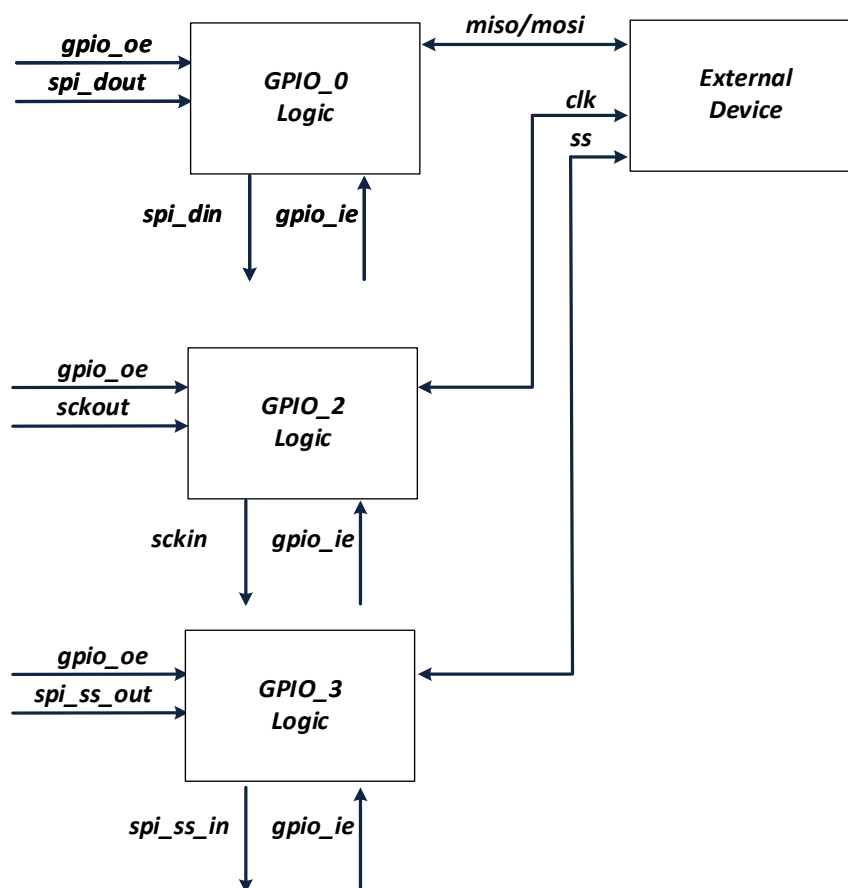 gpio_oe
spi_dout
GPIO_0
Logic
miso/mosi
External
Device
clk
ss
spi_din
gpio_ie
gpio_oe
sckout
GPIO_2
Logic
sckin
gpio_ie
gpio_oe
spi_ss_out
GPIO_3
Logic
spi_ss_in
gpio_ie